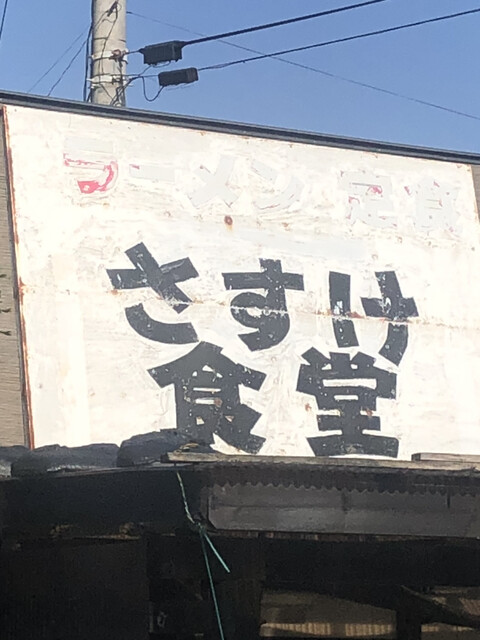 ラーメン 定食
さすけ
食堂